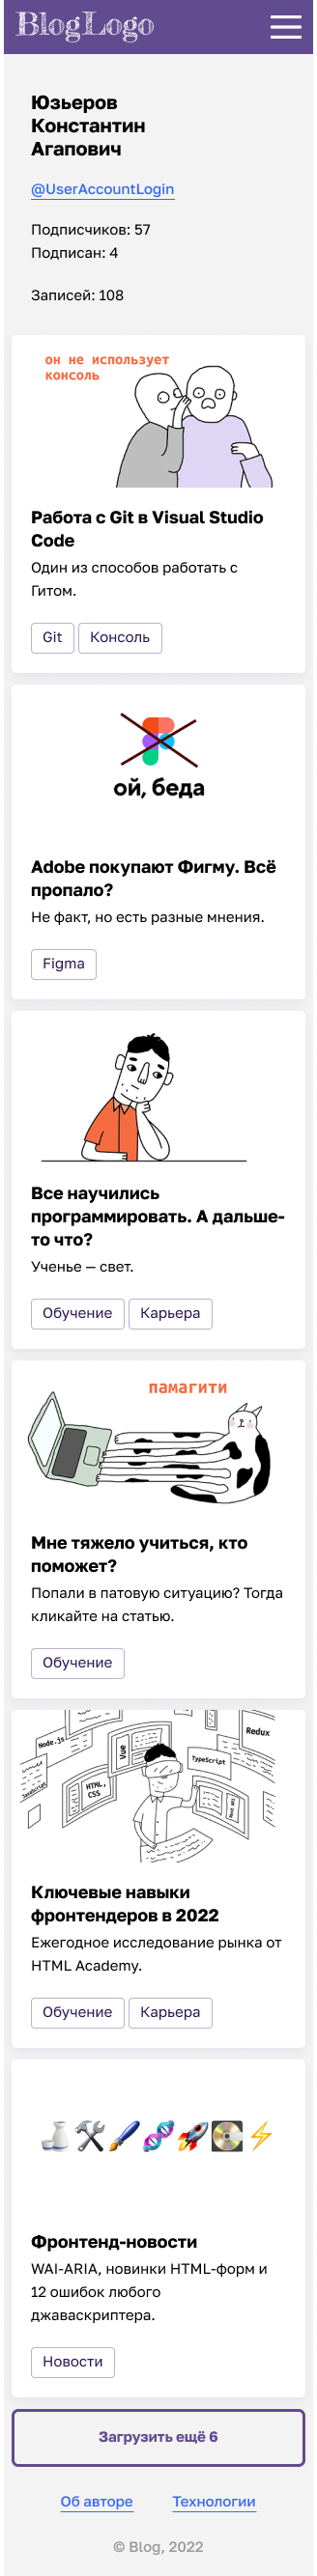 BlogLogo
Юзьеров
Константин
Агапович
@UserAccountLogin
Подписчиков: 57
Подписан: 4
Записей: 108
он не использует
консоль
Работа с Git в Visual Studio
Code
Один из способов работать с
Гитом.
Git Консоль
ой, беда
Adobe покупают Фигму. Всё
пропало?
Не факт, но есть разные мнения.
Figma
Все научились
программировать. А дальше-
то что?
Ученье — свет.
Обучение Карьера
памагити
Мне тяжело учиться, кто
поможет?
Попали в патовую ситуацию? Тогда
кликайте на статью.
Обучение
Node.js
Redux
Vue
TypeScript
JavaScript
HTML,
CSS
Rest API
Ключевые навыки
фронтендеров в 2022
Ежегодное исследование рынка от
HTML Academy.
Обучение Карьера
Фронтенд-новости
WAI-ARIA, новинки HTML-форм и
12 ошибок любого
джаваскриптера.
Новости
Загрузить ещё 6
Об авторе Технологии
© Blog, 2022